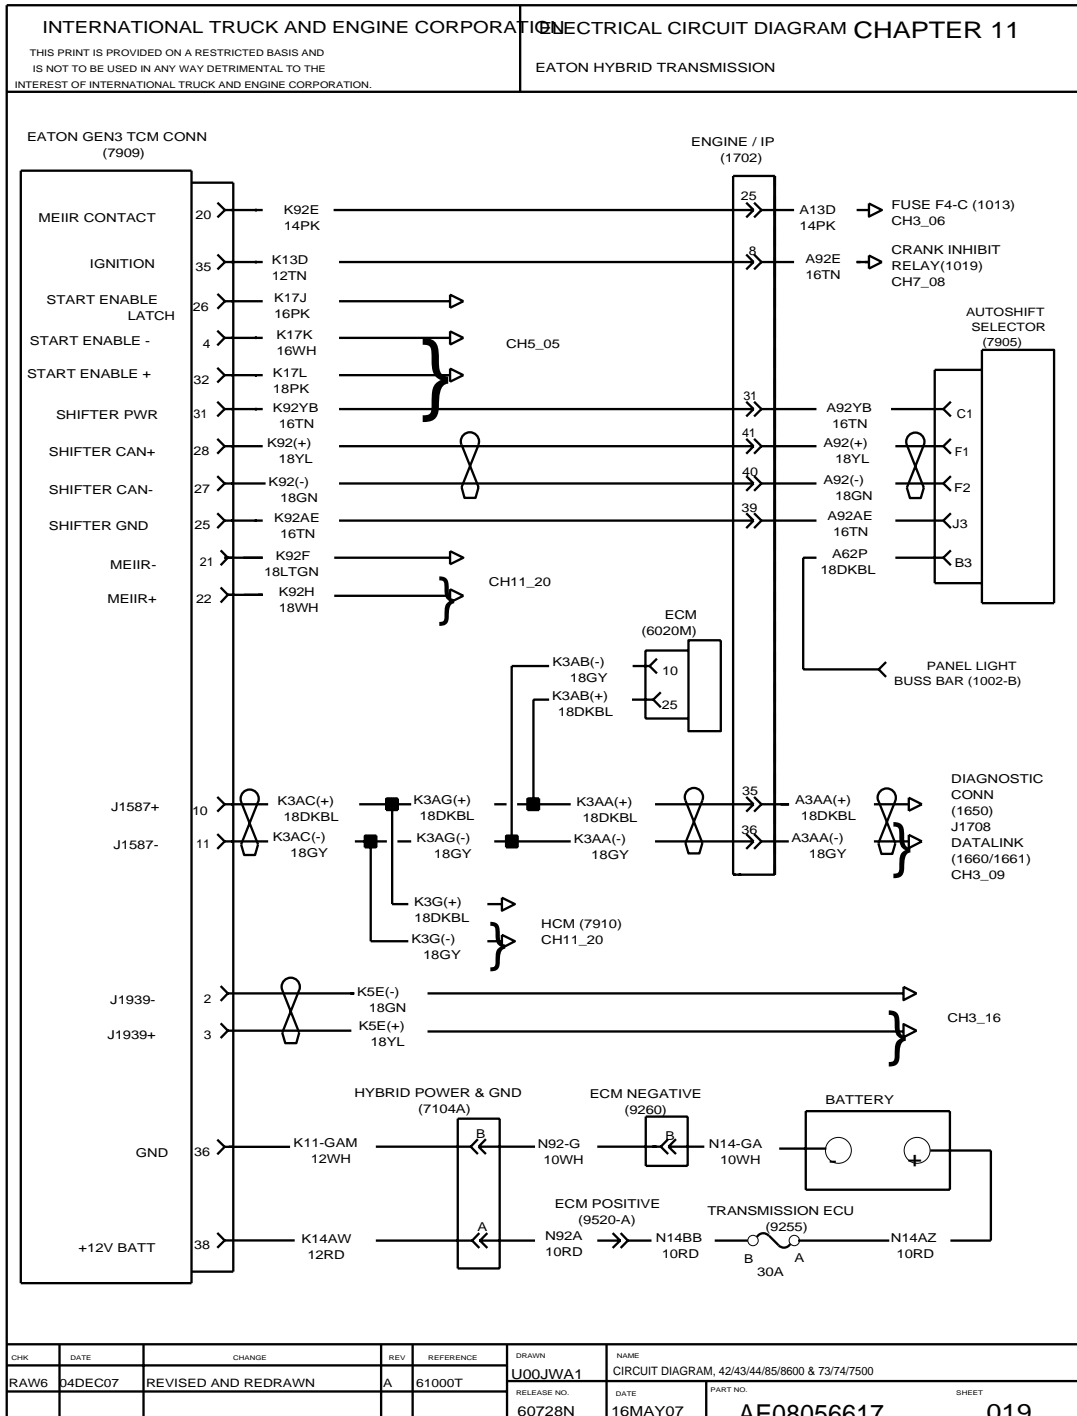 INTERNATIONAL TRUCK AND ENGINE CORPORATION
ELECTRICAL CIRCUIT DIAGRAM CHAPTER 11
THIS PRINT IS PROVIDED ON A RESTRICTED BASIS AND
IS NOT TO BE USED IN ANY WAY DETRIMENTAL TO THE
INTEREST OF INTERNATIONAL TRUCK AND ENGINE CORPORATION.
EATON HYBRID TRANSMISSION
EATON GEN3 TCM CONN
(7909)
ENGINE / IP
(1702)
MEIIR CONTACT
20
K92E
14PK
25
A13D
14PK
FUSE F4-C (1013)
CH3_06
IGNITION
35
K13D
12TN
8
A92E
16TN
CRANK INHIBIT
RELAY(1019)
CH7_08
START ENABLE
LATCH
26
K17J
16PK
START ENABLE -
4
K17K
16WH
CH5_05
START ENABLE +
32
K17L
18PK
AUTOSHIFT
SELECTOR
(7905)
SHIFTER PWR
31
K92YB
16TN
31
A92YB
16TN
C1
SHIFTER CAN+
28
K92(+)
18YL
41
A92(+)
18YL
F1
SHIFTER CAN-
27
K92(-)
18GN
40
A92(-)
18GN
F2
SHIFTER GND
25
K92AE
16TN
39
A92AE
16TN
J3
MEIIR-
21
K92F
18LTGN
A62P
18DKBL
B3
MEIIR+
22
K92H
18WH
CH11_20
ECM
(6020M)
K3AB(-)
18GY
10
K3AB(+)
18DKBL
25
PANEL LIGHT
BUSS BAR (1002-B)
J1587+
10
K3AC(+)
18DKBL
K3AG(+)
18DKBL
K3AA(+)
18DKBL
35
A3AA(+)
18DKBL
J1587-
11
K3AC(-)
18GY
K3AG(-)
18GY
K3AA(-)
18GY
36
A3AA(-)
18GY
DIAGNOSTIC
CONN
(1650)
J1708
DATALINK
(1660/1661)
CH3_09
K3G(+)
18DKBL
K3G(-)
18GY
HCM (7910)
CH11_20
J1939-
2
K5E(-)
18GN
J1939+
3
K5E(+)
18YL
CH3_16
HYBRID POWER & GND
(7104A)
ECM NEGATIVE
(9260)
BATTERY
GND
36
K11-GAM
12WH
B
N92-G
10WH
B
N14-GA
10WH
-
+
ECM POSITIVE
(9520-A)
TRANSMISSION ECU
(9255)
+12V BATT
38
K14AW
12RD
A
N92A
10RD
N14BB
10RD
B
A
30A
N14AZ
10RD
CHK DATE CHANGE REV REFERENCE
RAW6 04DEC07 REVISED AND REDRAWN A 61000T
DRAWN
U00JWA1
NAME
CIRCUIT DIAGRAM, 42/43/44/85/8600 & 73/74/7500
RELEASE NO.
60728N
DATE
16MAY07
PART NO.
AE08056617
SHEET
019